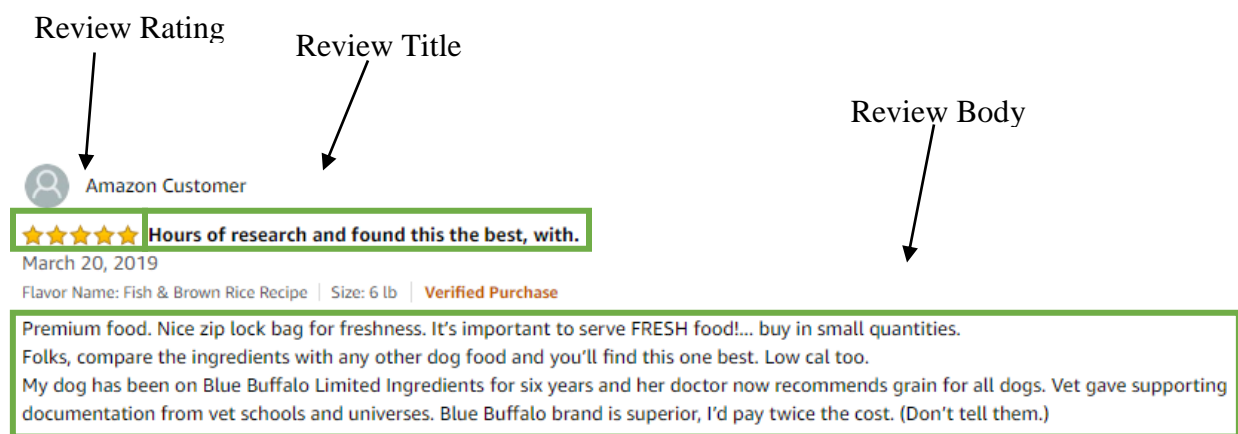 Review Rating
Review Title
Review Body
Amazon Customer
Hours of research and found this the best, with.
March 20, 2019
Flavor Name: Fish & Brown Rice Recipe | Size: 6 lb | Verified Purchase
Premium food. Nice zip lock bag for freshness. It's important to serve FRESH food!... buy in small quantities.
Folks, compare the ingredients with any other dog food and you'll find this one best. Low cal too.
My dog has been on Blue Buffalo Limited Ingredients for six years and her doctor now recommends grain for all dogs. Vet gave supporting
documentation from vet schools and universes. Blue Buffalo brand is superior, I'd pay twice the cost. (Don't tell them.)